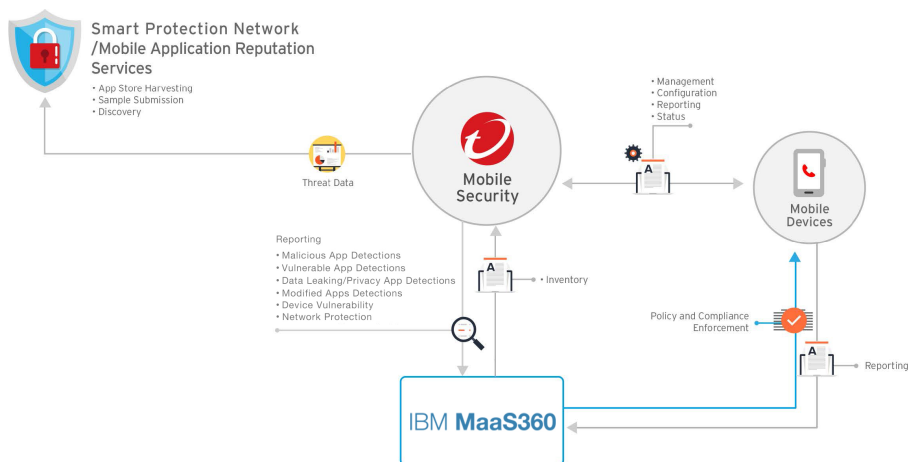 Smart Protection Network
/Mobile Application Reputation
Services
• App Store Harvesting
• Sample Submission
• Discovery
Threat Data
Mobile
Security
• Management
• Configuration
• Reporting
• Status
A
Mobile
Devices
Reporting
• Malicious App Detections
• Vulnerable App Detections
• Data Leaking/Privacy App Detections
• Modified Apps Detections
• Device Vulnerability
• Network Protection
A
• Inventory
Policy and Compliance
Enforcement
A
Reporting
IBM MaaS360